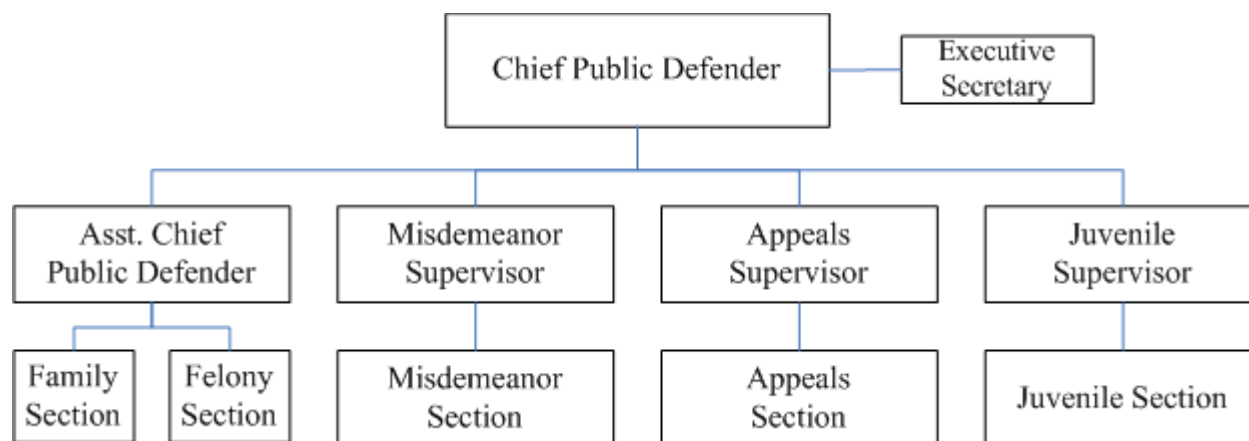 Chief Public Defender
Executive
Secretary
Asst. Chief
Public Defender
Misdemeanor
Supervisor
Appeals
Supervisor
Juvenile
Supervisor
Family
Section
Felony
Section
Misdemeanor
Section
Appeals
Section
Juvenile Section